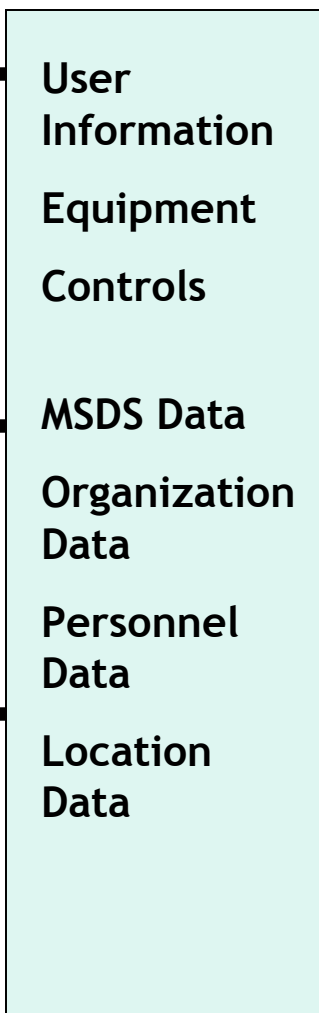 User
Information
Equipment
Controls
MSDS Data
Organization
Data
Personnel
Data
Location
Data